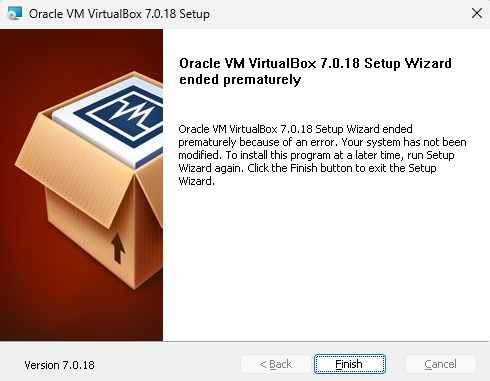 Oracle VM VirtualBox 7.0.18 Setup
Oracle VM VirtualBox 7.0.18 Setup Wizard
ended prematurely
Oracle VM VirtualBox 7.0.18 Setup Wizard ended
prematurely because of an error. Your system has not been
modified. To install this program at a later time, run Setup
Wizard again. Click the Finish button to exit the Setup
Wizard.
Version 7.0.18
< Back
Finish
Cancel